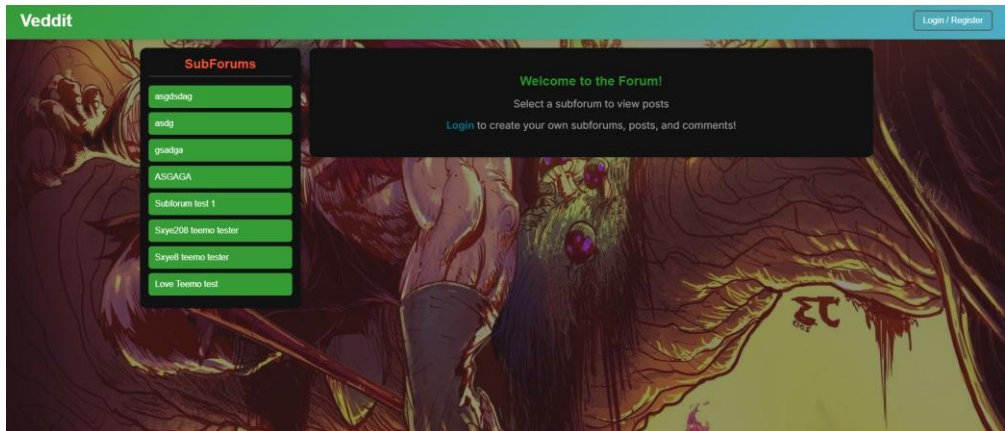 Veddit
Login / Register
SubForums
asgdsdag
asdg
gsadga
ASGAGA
Subforum test 1
Sxye208 teemo tester
Sxye8 teemo tester
Love Teemo test
Welcome to the Forum!
Select a subforum to view posts
Login to create your own subforums, posts, and comments!